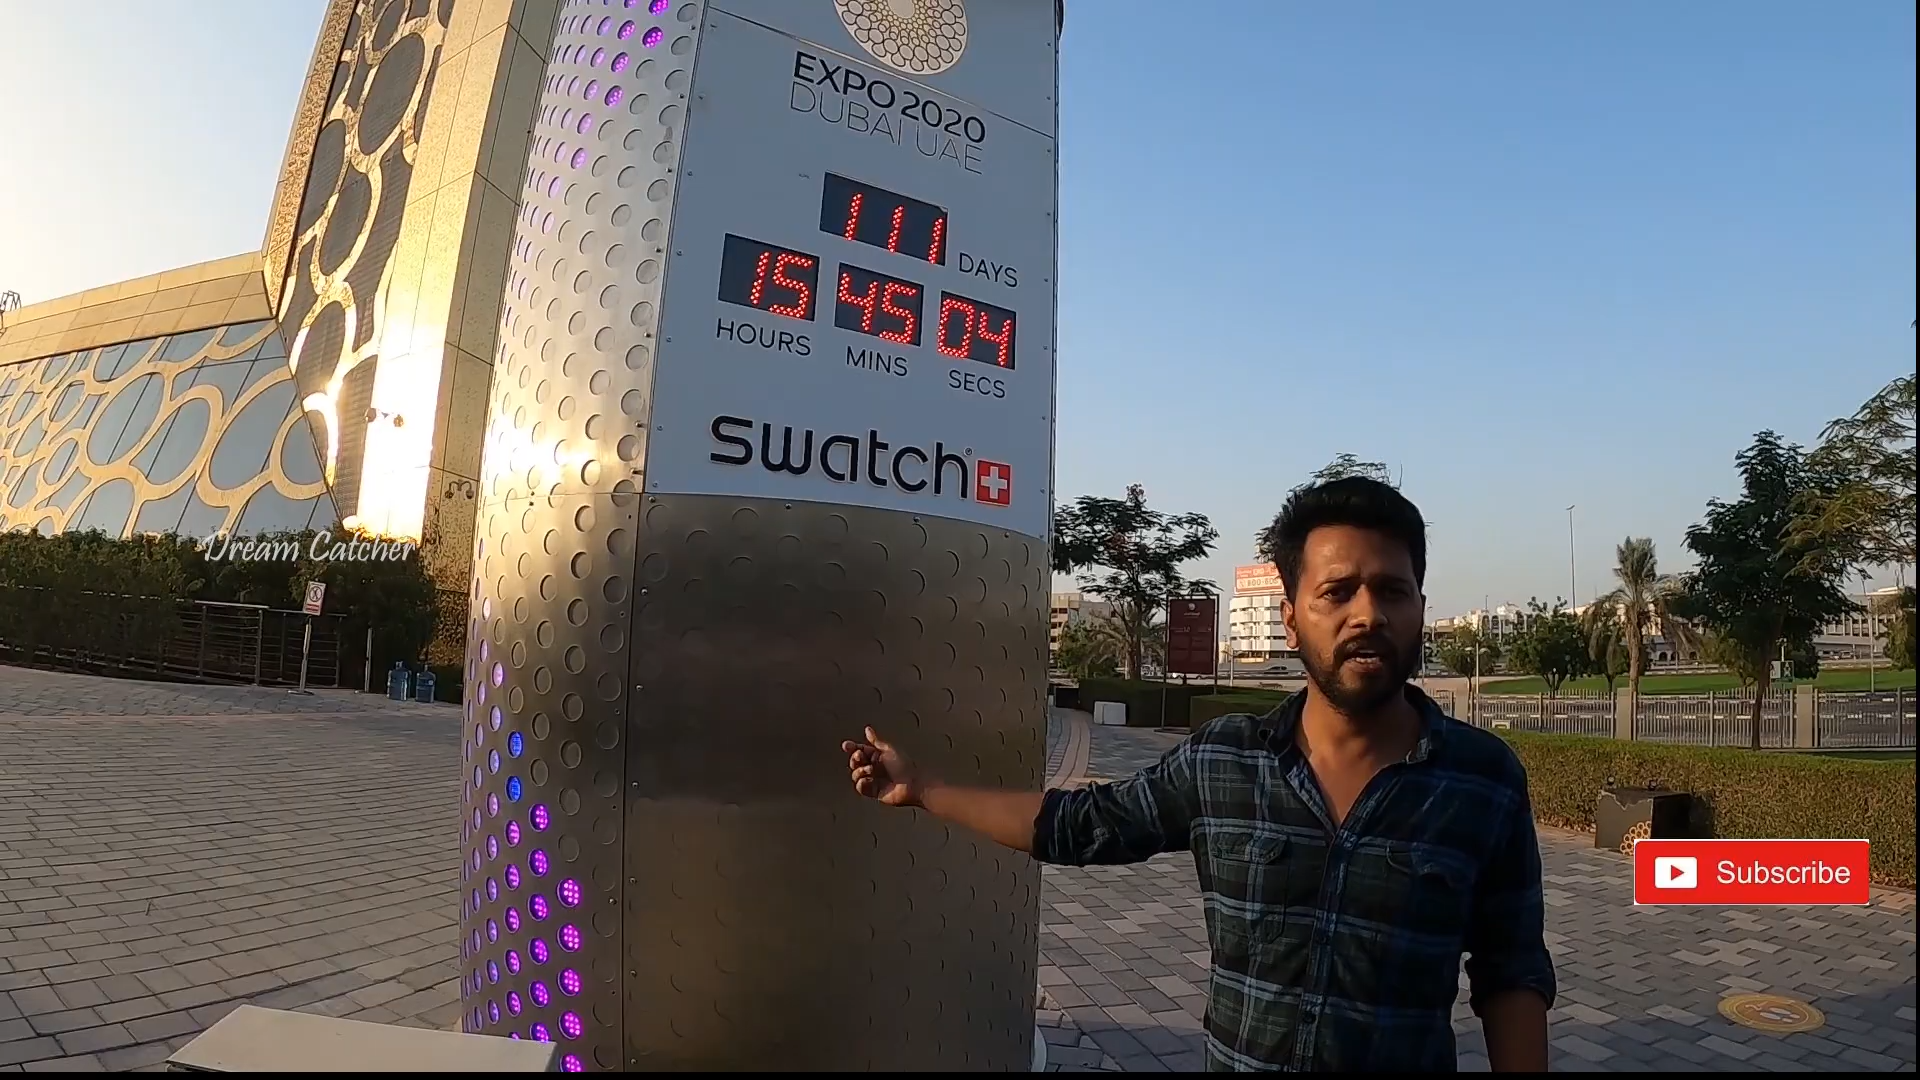 EXPO 2020
DUBAI UAE
111 DAYS
15 45 04
HOURS MINS SECS
swatch
Dream Catcher
Subscribe